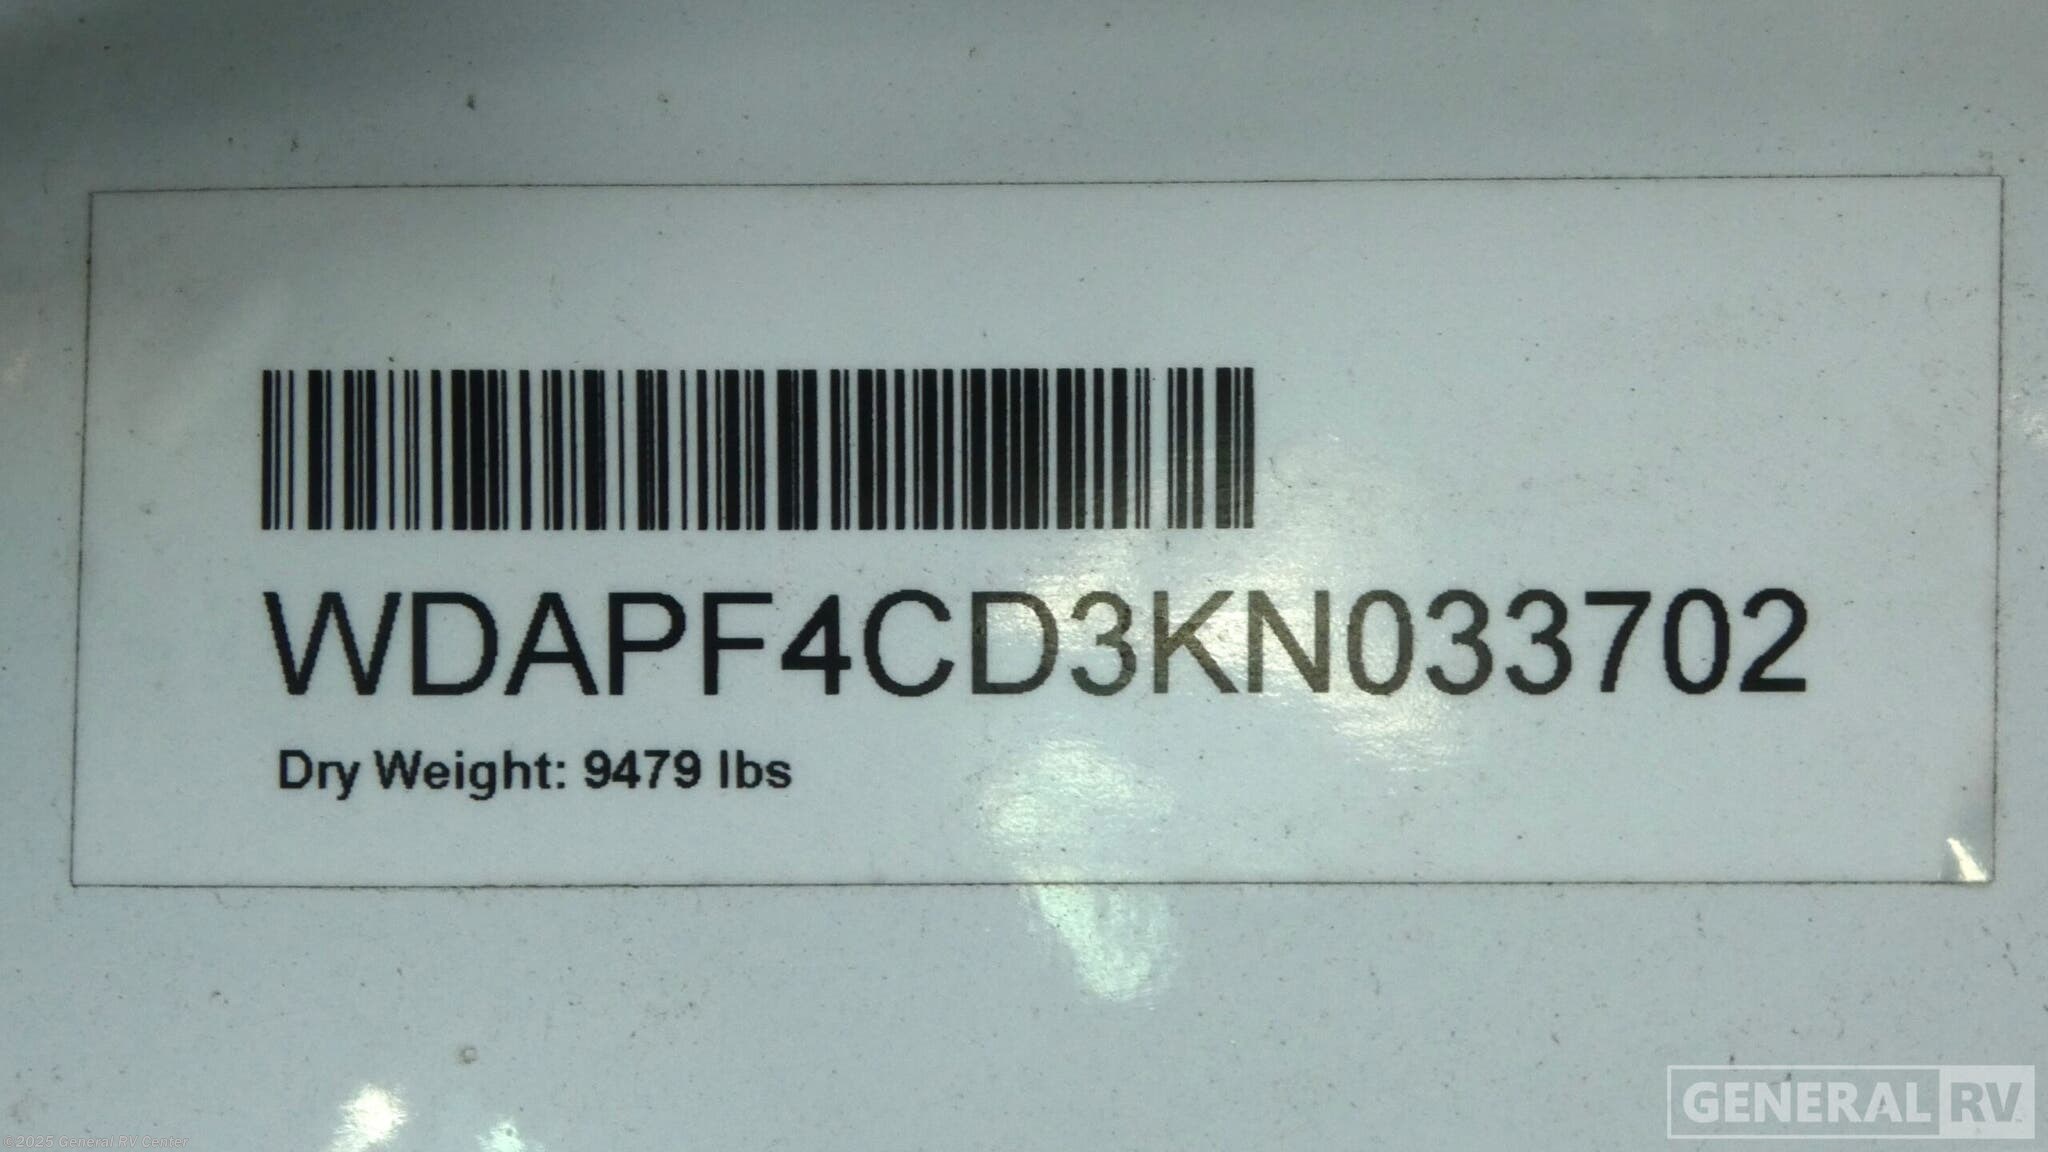 WDAPF4CD3KN033702
Dry Weight: 9479 lbs
GENERAL RV
©2025 General RV Center